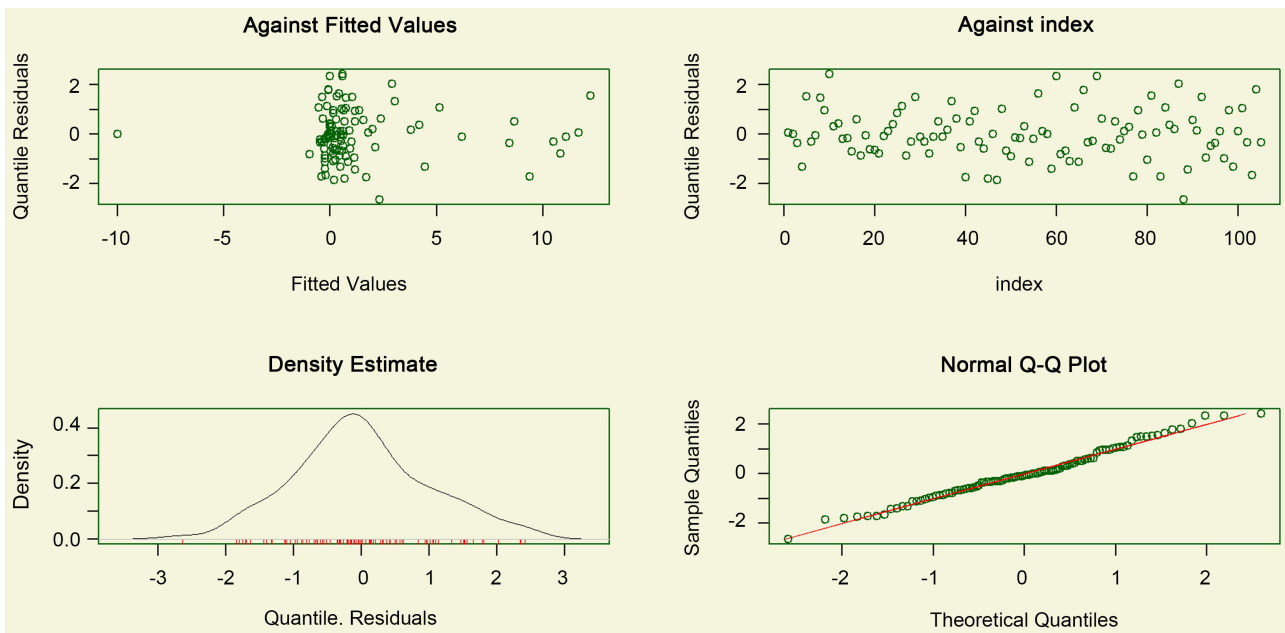 Against Fitted Values
Quantile Residuals
2
0
-2
-10
-5
0
5
10
Fitted Values
Against index
Quantile Residuals
2
0
-2
0
20
40
60
80
100
index
Density Estimate
Density
0.4
0.2
0.0
-3
-2
-1
0
1
2
3
Quantile. Residuals
Normal Q-Q Plot
Sample Quantiles
2
0
-2
-2
-1
0
1
2
Theoretical Quantiles